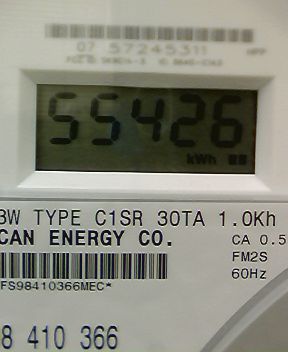 07 57245311
55426
kWh
3W TYPE C1SR 30TA 1.0Kh
CAN ENERGY CO.
CA 0.5
FM2S
60Hz
FS98410366MEC*
8 410 366